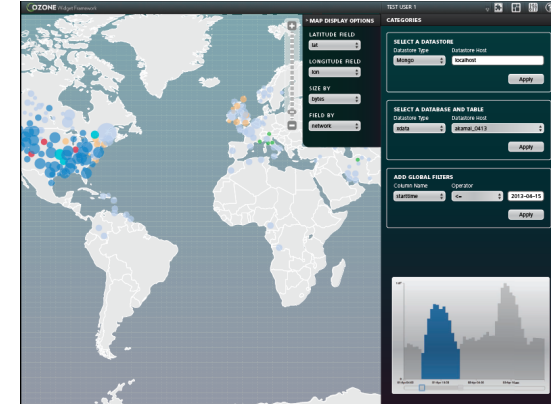 OZONE Widget Framework
TEST USER 1
MAP DISPLAY OPTIONS
LATITUDE FIELD
lat
LONGITUDE FIELD
lon
SIZE BY
bytes
FIELD BY
network
CATEGORIES
SELECT A DATASTORE
Datastore Type Datastore Host
Mongo localhost
Apply
SELECT A DATABASE AND TABLE
Datastore Type Datastore Host
xdata akamai_0413
Apply
ADD GLOBAL FILTERS
Column Name Operator
starttime <= 2013-04-15
Apply